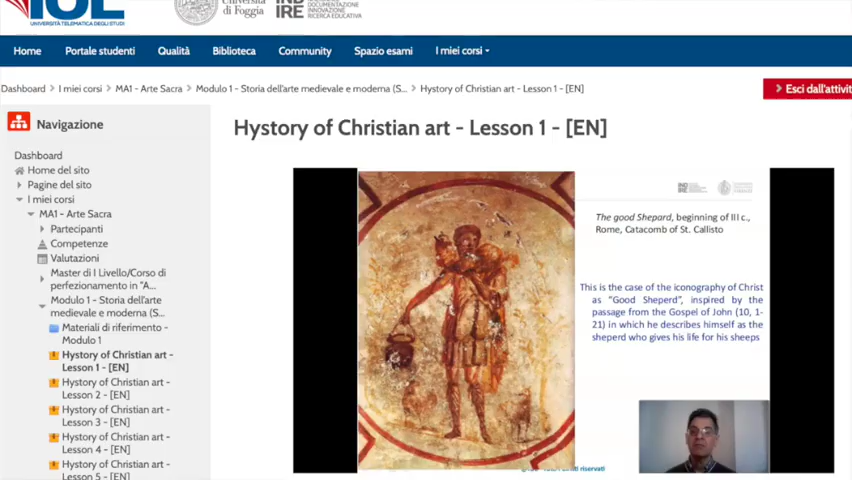 IUL
UNIVERSITÀ TELEMATICA DEGLI STUDI
Università
di Foggia
INDIRE
DOCUMENTAZIONE
INNOVAZIONE
RICERCA EDUCATIVA
Home
Portale studenti
Qualità
Biblioteca
Community
Spazio esami
I miei corsi
Dashboard
I miei corsi
MA1 - Arte Sacra
Modulo 1 - Storia dell'arte medievale e moderna (S...
Hystory of Christian art - Lesson 1 - [EN]
Esci dall'attivit
Navigazione
Dashboard
Home del sito
Pagine del sito
I miei corsi
MA1 - Arte Sacra
Partecipanti
Competenze
Valutazioni
Master di I Livello/Corso di
perfezionamento in "A...
Modulo 1 - Storia dell'arte
medievale e moderna (S...
Materiali di riferimento -
Modulo 1
Hystory of Christian art -
Lesson 1 - [EN]
Hystory of Christian art -
Lesson 2 - [EN]
Hystory of Christian art -
Lesson 3 - [EN]
Hystory of Christian art -
Lesson 4 - [EN]
Hystory of Christian art -
Lesson 5 - [EN]
Hystory of Christian art - Lesson 1 - [EN]
INDIRE
The good Shepard, beginning of III c.,
Rome, Catacomb of St. Callisto
This is the case of the iconography of Christ
as "Good Sheperd", inspired by the
passage from the Gospel of John (10, 1-
21) in which he describes himself as the
sheperd who gives his life for his sheeps
riservati